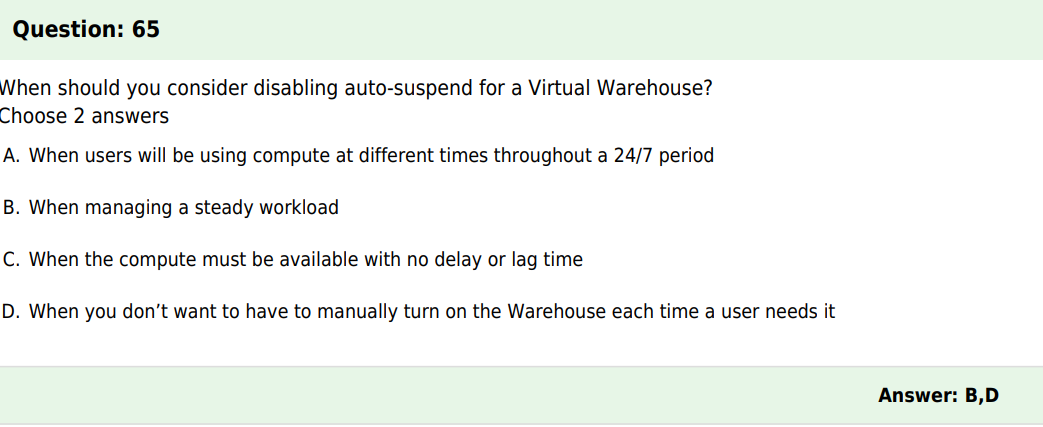 Question: 65
When should you consider disabling auto-suspend for a Virtual Warehouse?
Choose 2 answers
A. When users will be using compute at different times throughout a 24/7 period
B. When managing a steady workload
C. When the compute must be available with no delay or lag time
D. When you don’t want to have to manually turn on the Warehouse each time a user needs it
Answer: B,D